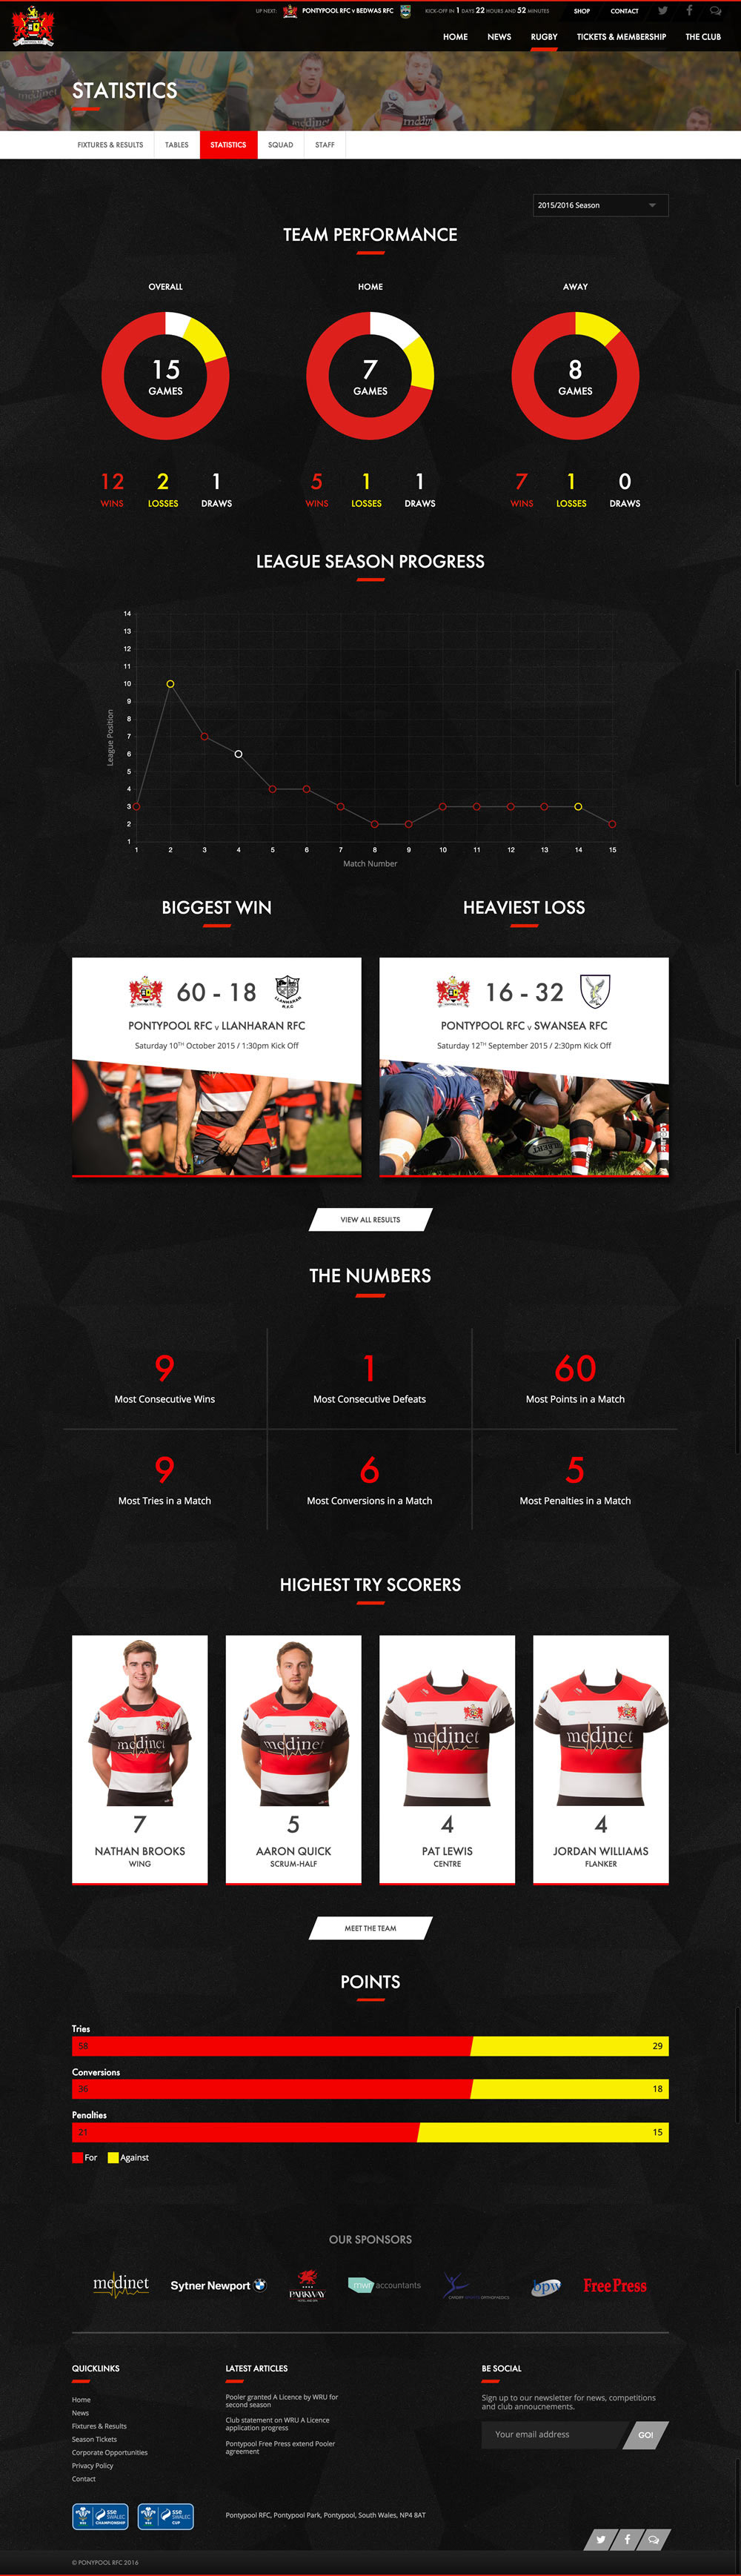 UP NEXT: PONTYPOOL RFC v BEDWAS RFC KICK-OFF IN 1 DAYS 22 HOURS AND 52 MINUTES SHOP CONTACT
HOME NEWS RUGBY TICKETS & MEMBERSHIP THE CLUB
STATISTICS
FIXTURES & RESULTS TABLES STATISTICS SQUAD STAFF
2015/2016 Season
TEAM PERFORMANCE
OVERALL HOME AWAY
15 7 8
GAMES GAMES GAMES
12 2 1 5 1 1 7 1 0
WINS LOSSES DRAWS WINS LOSSES DRAWS WINS LOSSES DRAWS
LEAGUE SEASON PROGRESS
14
13
12
11
10
9
8
7
6
5
4
3
2
1
League Position
1 2 3 4 5 6 7 8 9 10 11 12 13 14 15
Match Number
BIGGEST WIN HEAVIEST LOSS
60 - 18 16 - 32
PONTYPOOL RFC v LLANHARAN RFC PONTYPOOL RFC v SWANSEA RFC
Saturday 10TH October 2015 / 1:30pm Kick Off Saturday 12TH September 2015 / 2:30pm Kick Off
VIEW ALL RESULTS
THE NUMBERS
9 1 60
Most Consecutive Wins Most Consecutive Defeats Most Points in a Match
9 6 5
Most Tries in a Match Most Conversions in a Match Most Penalties in a Match
HIGHEST TRY SCORERS
medinet medinet medinet medinet
7 5 4 4
NATHAN BROOKS AARON QUICK PAT LEWIS JORDAN WILLIAMS
WING SCRUM-HALF CENTRE FLANKER
MEET THE TEAM
POINTS
Tries
58 29
Conversions
36 18
Penalties
21 15
For Against
OUR SPONSORS
medinet Sytner Newport PARKWAY mwr accountants bpw Free Press
QUICKLINKS LATEST ARTICLES BE SOCIAL
Home
News
Fixtures & Results
Season Tickets
Corporate Opportunities
Privacy Policy
Contact
Pooler granted A Licence by WRU for
second season
Club statement on WRU A Licence
application progress
Pontypool Free Press extend Pooler
agreement
Sign up to our newsletter for news, competitions
and club annoucnements.
Your email address GO!
sse SWALEC CHAMPIONSHIP sse SWALEC CUP
Pontypool RFC, Pontypool Park, Pontypool, South Wales, NP4 8AT
© PONYPOOL RFC 2016